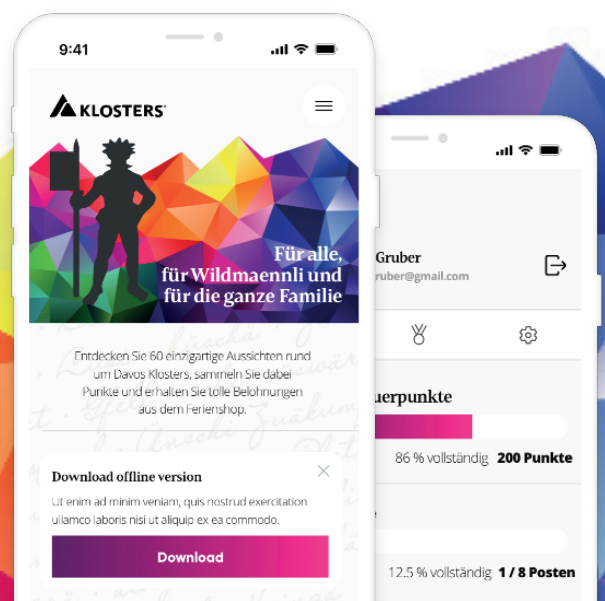 9:41
KLOSTERS
Für alle,
für Wildmaennli und
für die ganze Familie
Entdecken Sie 60 einzigartige Aussichten rund
um Davos Klosters, sammeln Sie dabei
Punkte und erhalten Sie tolle Belohnungen
aus dem Ferienshop.
Download offline version
Ut enim ad minim veniam, quis nostrud exercitation
ullamco laboris nisi ut aliquip ex ea commodo.
Download
Gruber
ruber@gmail.com
uerpunkte
86 % vollständig 200 Punkte
12.5 % vollständig 1 / 8 Posten